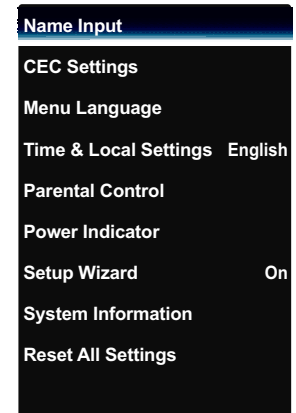 Name Input
CEC Settings
Menu Language
Time & Local Settings English
Parental Control
Power Indicator
Setup Wizard On
System Information
Reset All Settings